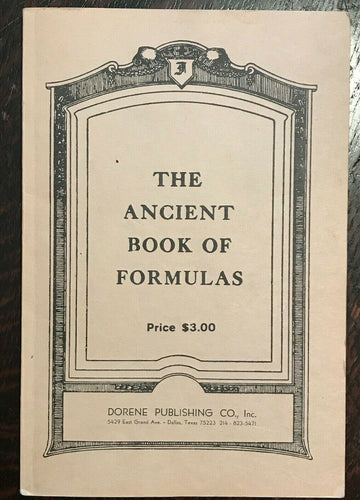 J
THE
ANCIENT
BOOK OF
FORMULAS
Price $3.00
DORENE PUBLISHING CO., Inc.
5429 East Grand Ave. - Dallas, Texas 75223 214 - 823-5471